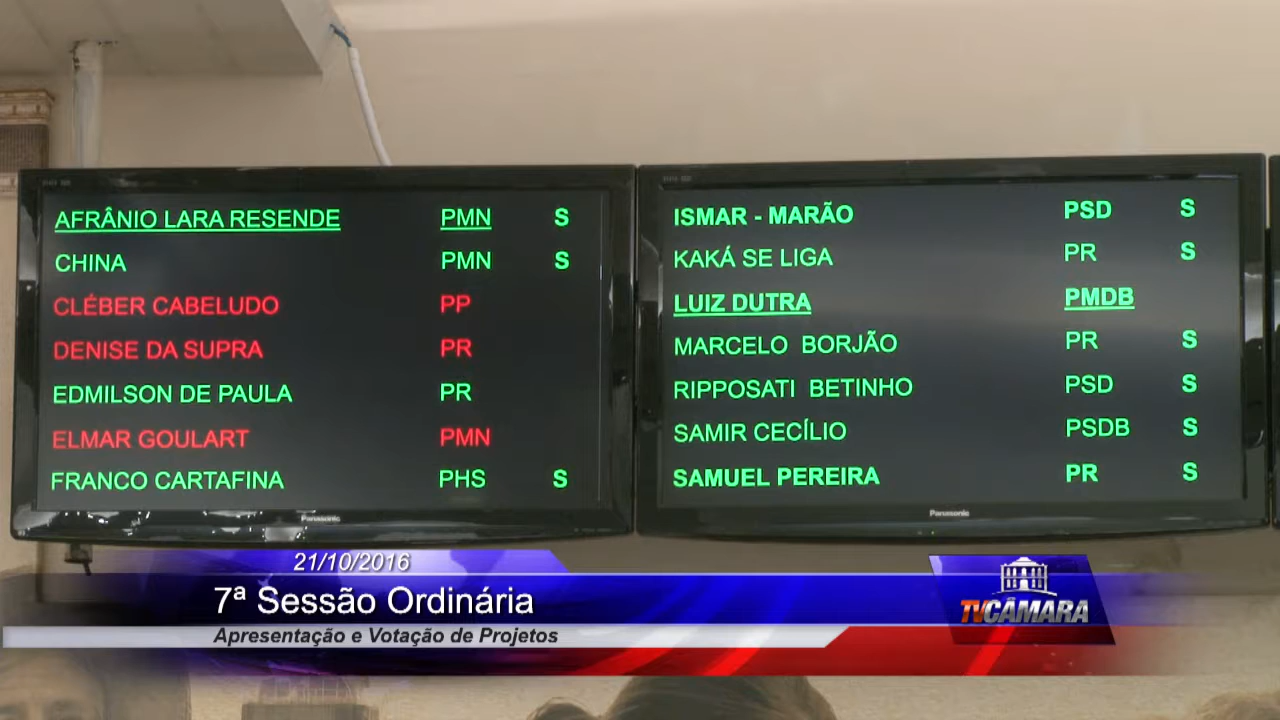 AFRÂNIO LARA RESENDE PMN S
CHINA PMN S
CLÉBER CABELUDO PP
DENISE DA SUPRA PR
EDMILSON DE PAULA PR
ELMAR GOULART PMN
FRANCO CARTAFINA PHS S
Panasonic
ISMAR - MARÃO PSD S
KAKÁ SE LIGA PR S
LUIZ DUTRA PMDB
MARCELO BORJÃO PR S
RIPPOSATI BETINHO PSD S
SAMIR CECÍLIO PSDB S
SAMUEL PEREIRA PR S
Panasonic
21/10/2016
7ª Sessão Ordinária
Apresentação e Votação de Projetos
TVCÂMARA